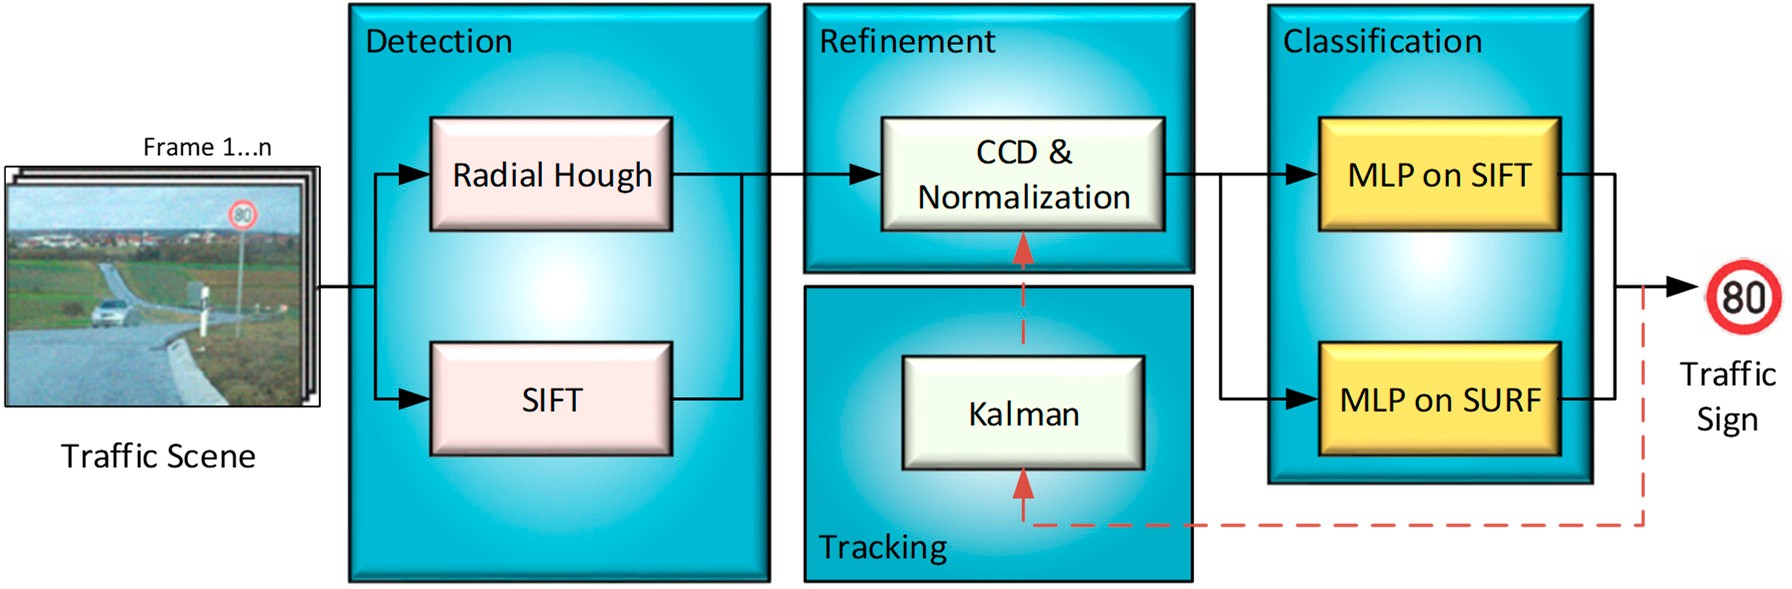 Frame 1...n
80
Traffic Scene
Detection
Radial Hough
SIFT
Refinement
CCD &
Normalization
Kalman
Tracking
Classification
MLP on SIFT
MLP on SURF
80
Traffic
Sign